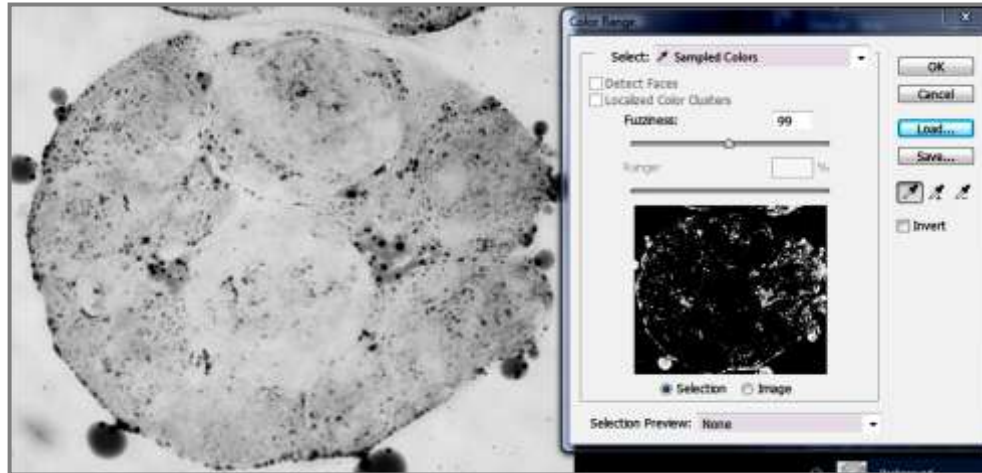 Color Range
Select: Sampled Colors
OK
Detect Faces
Cancel
Localized Color Clusters
Fuzziness: 99
Load...
Range: %
Save...
Invert
Selection Image
Selection Preview: None
Background